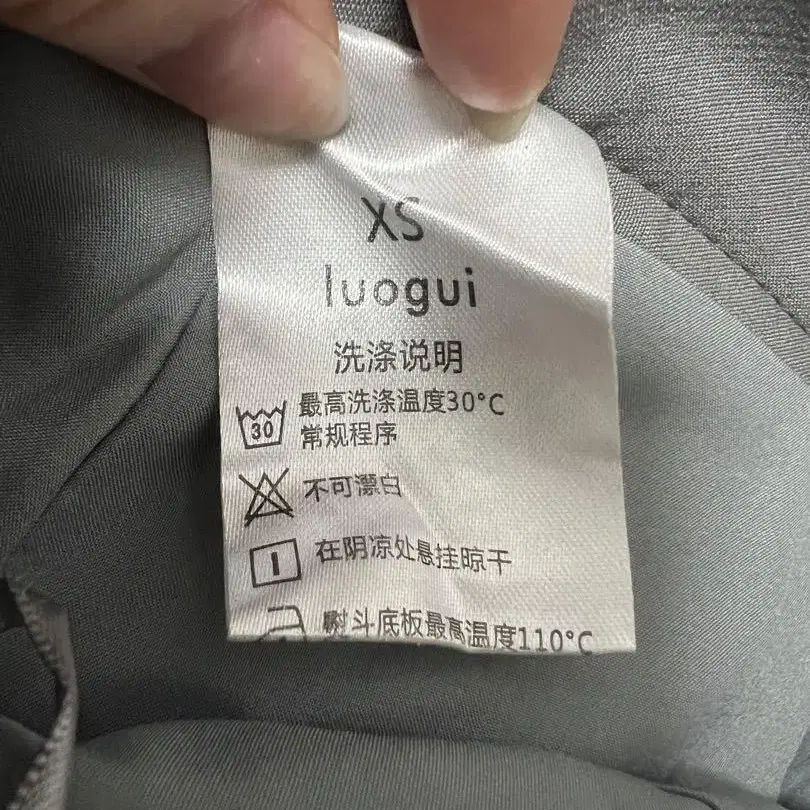 XS
luogui
洗涤说明
30
最高洗涤温度30°C
常规程序
不可漂白
在阴凉处悬挂晾干
熨斗底板最高温度110°C